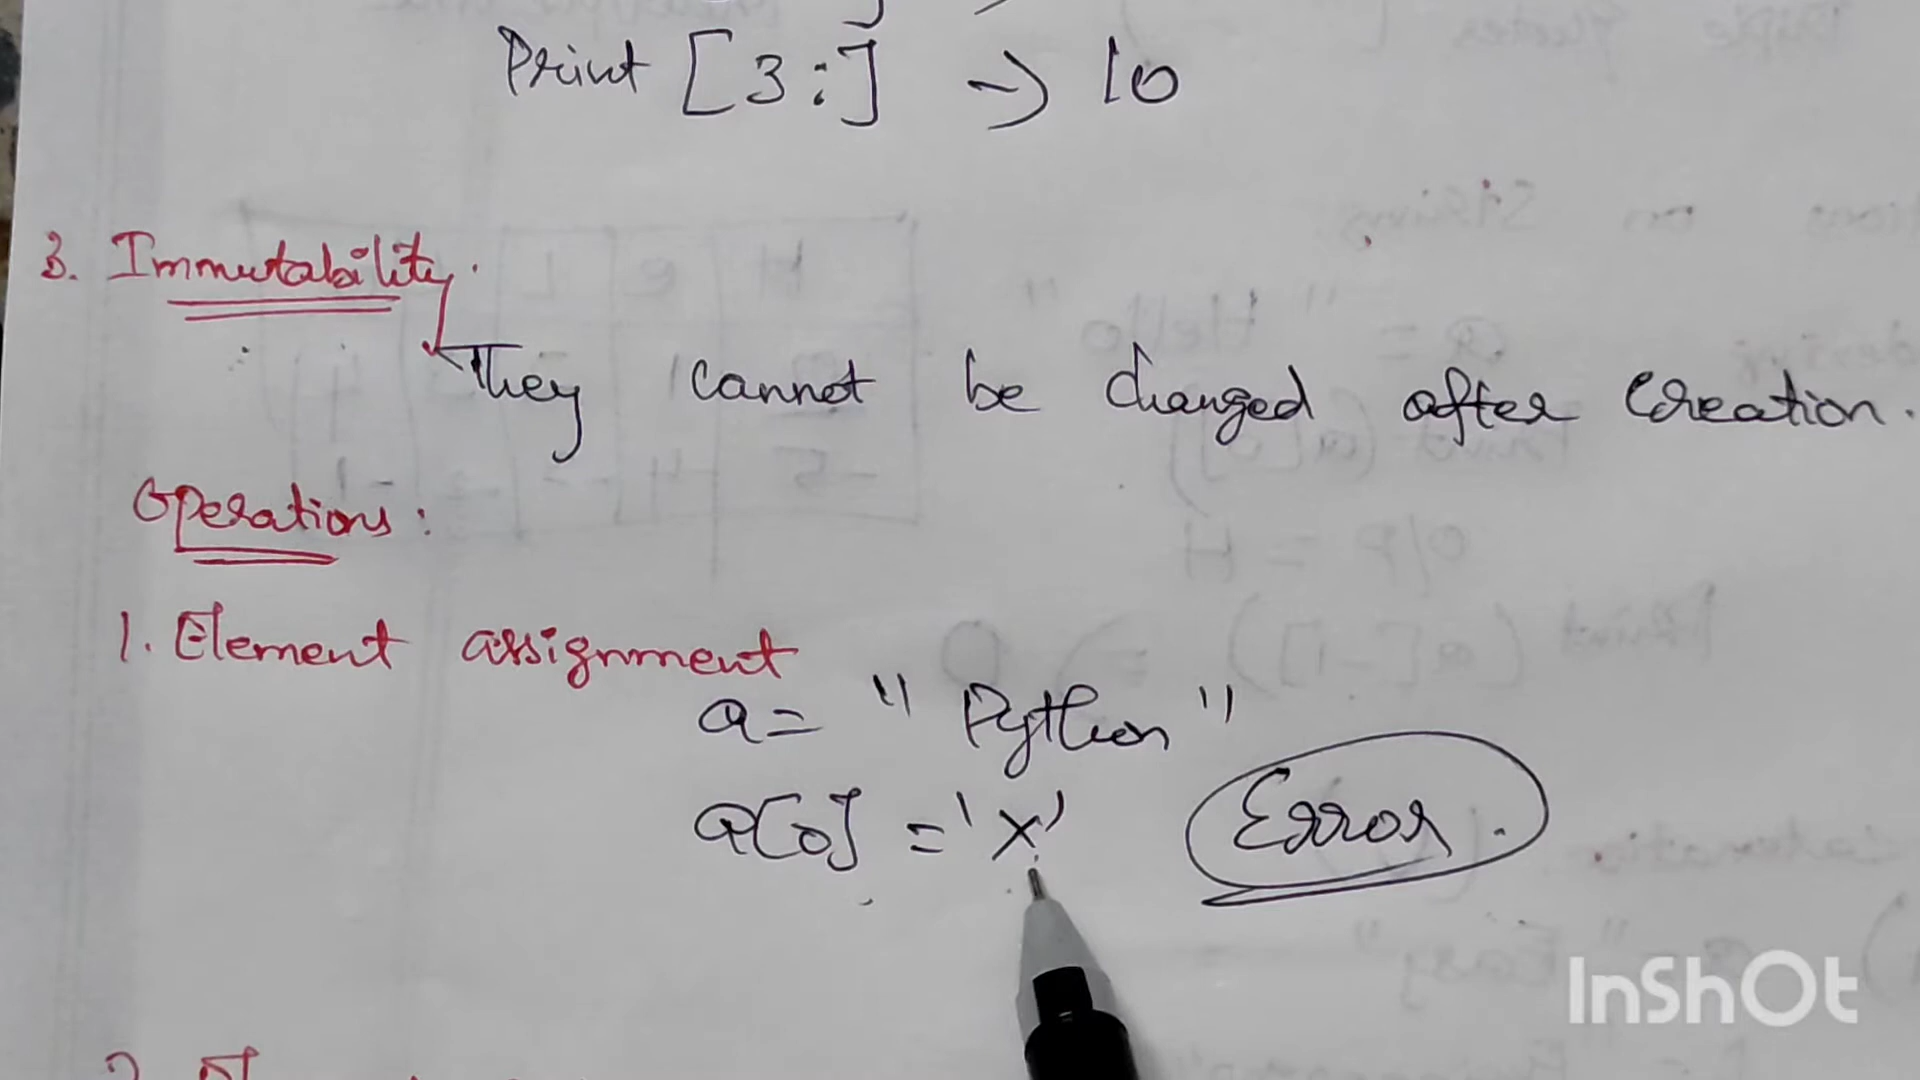 Print [3:] → lo
3. Immutability.
They cannot be changed after Creation.
Operations:
1. Element assignment
a = "Python"
a[0] = 'X' Error.
InShOt
2.